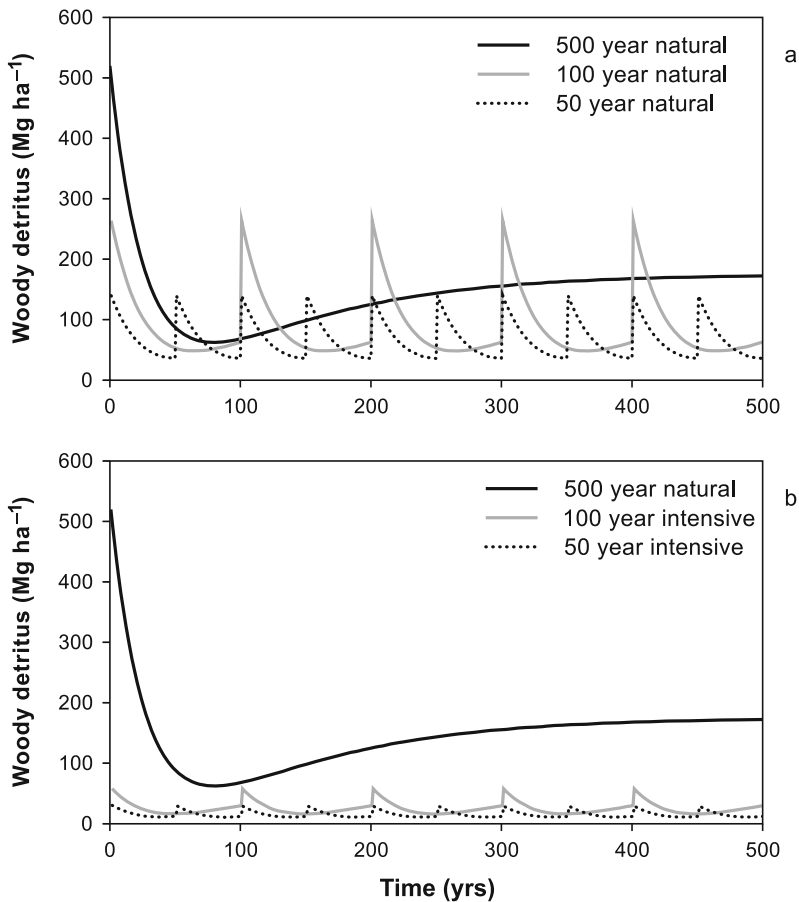 600
500
400
300
200
100
0
Woody detritus (Mg ha⁻¹)
500 year natural
100 year natural
50 year natural
a
0 100 200 300 400 500
600
500
400
300
200
100
0
Woody detritus (Mg ha⁻¹)
500 year natural
100 year intensive
50 year intensive
b
0 100 200 300 400 500
Time (yrs)